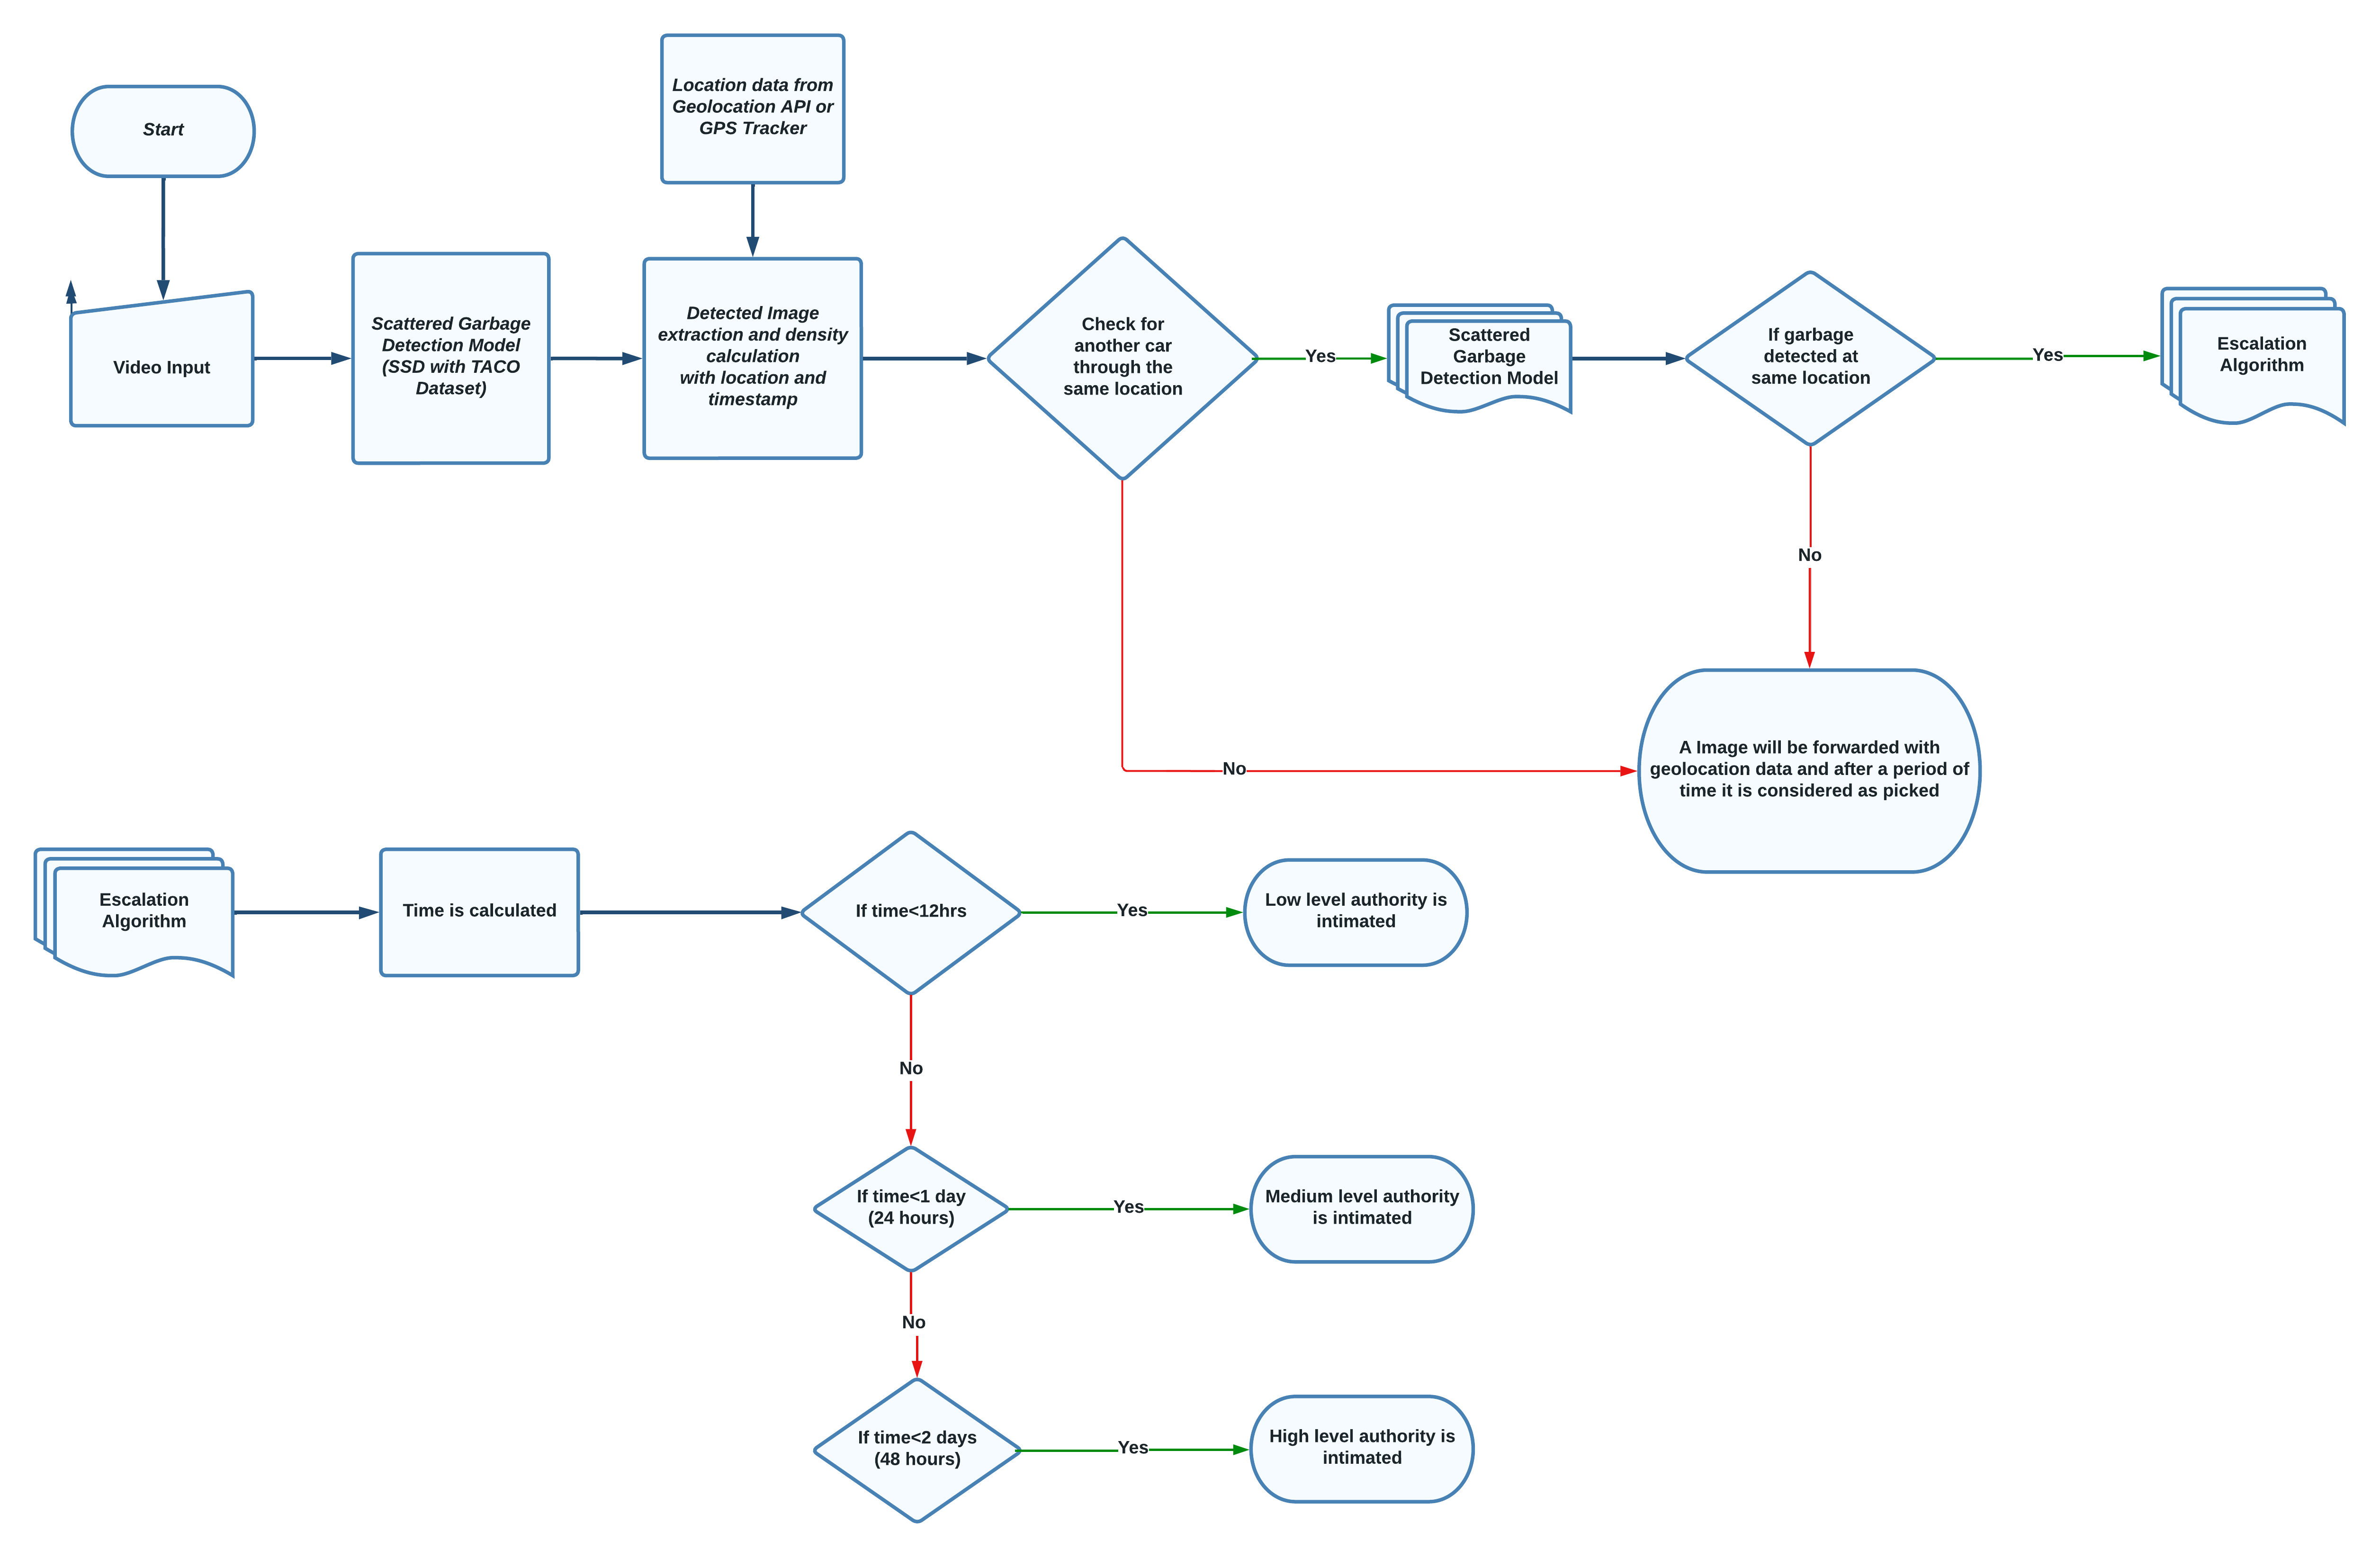 Start
Location data from
Geolocation API or
GPS Tracker
Video Input
Scattered Garbage
Detection Model
(SSD with TACO
Dataset)
Detected Image
extraction and density
calculation
with location and
timestamp
Check for
another car
through the
same location
Yes
Scattered
Garbage
Detection Model
If garbage
detected at
same location
Yes
Escalation
Algorithm
No
No
A Image will be forwarded with
geolocation data and after a period of
time it is considered as picked
Escalation
Algorithm
Time is calculated
If time<12hrs
Yes
Low level authority is
intimated
No
If time<1 day
(24 hours)
Yes
Medium level authority
is intimated
No
If time<2 days
(48 hours)
Yes
High level authority is
intimated